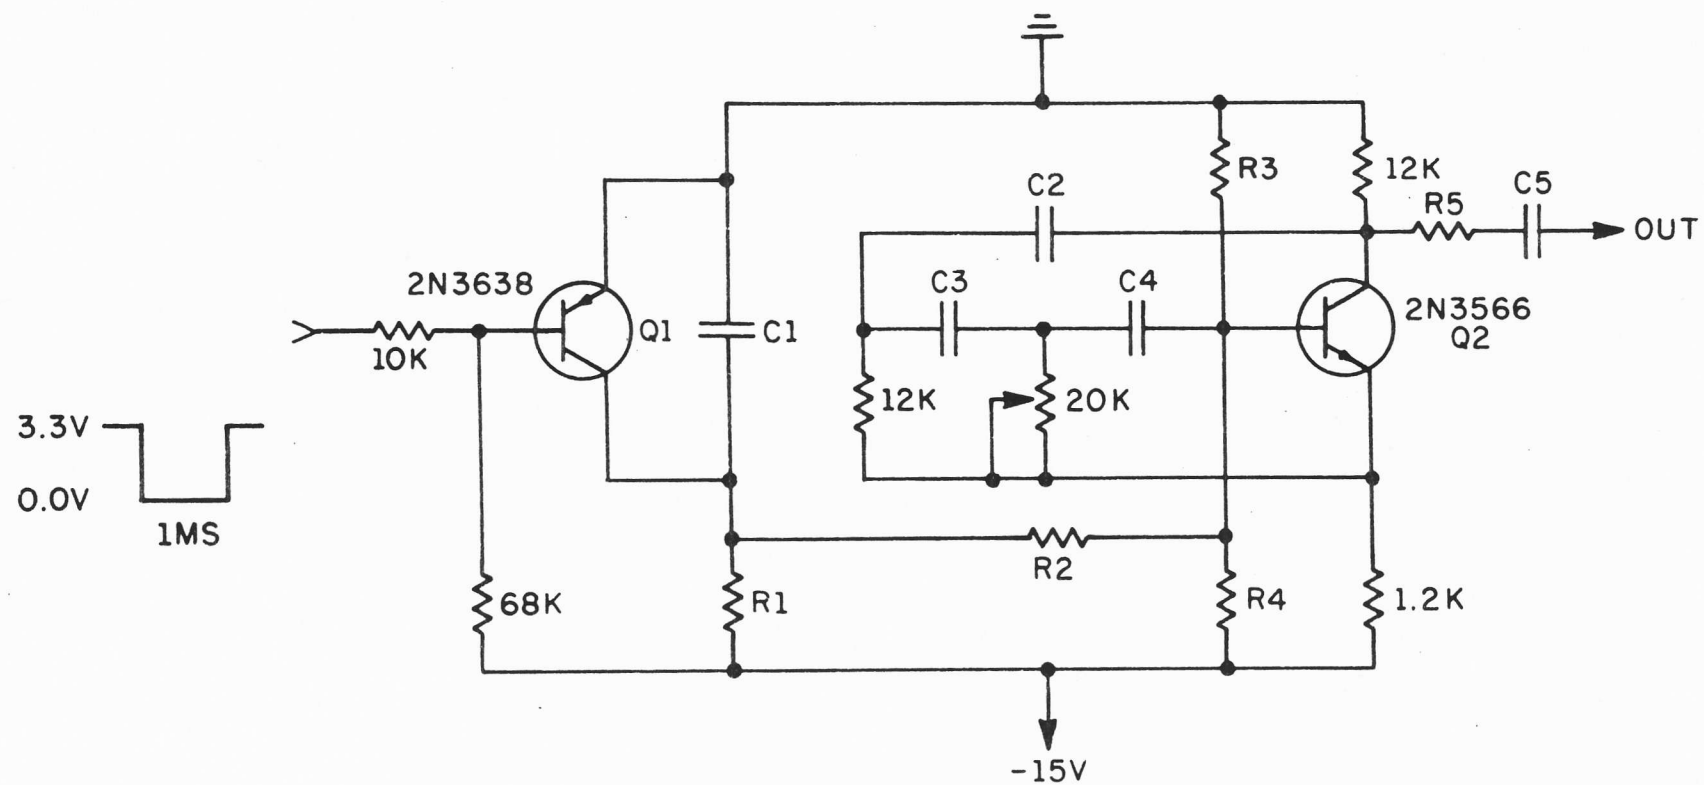 R3
12K
C2
C5
R5
OUT
2N3638
C3
C4
2N3566
Q2
Q1
C1
10K
12K
20K
3.3V
0.0V
1MS
R2
68K
R1
R4
1.2K
-15V